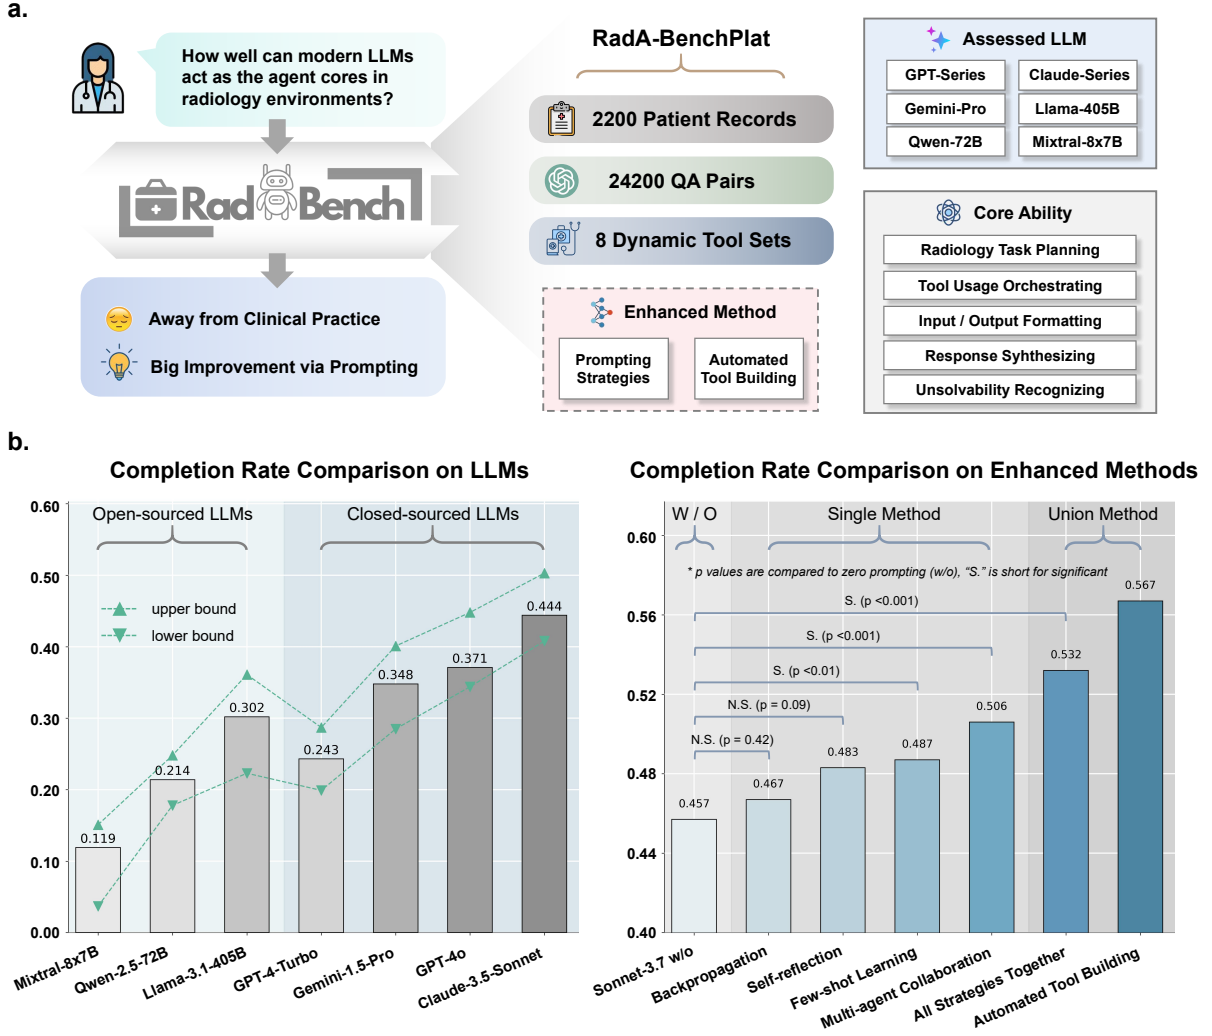 a.
How well can modern LLMs
act as the agent cores in
radiology environments?
Rad Bench
Away from Clinical Practice
Big Improvement via Prompting
RadA-BenchPlat
2200 Patient Records
24200 QA Pairs
8 Dynamic Tool Sets
Enhanced Method
Prompting
Strategies
Automated
Tool Building
Assessed LLM
GPT-Series
Claude-Series
Gemini-Pro
Llama-405B
Qwen-72B
Mixtral-8x7B
Core Ability
Radiology Task Planning
Tool Usage Orchestrating
Input / Output Formatting
Response Syhthesizing
Unsolvability Recognizing
b.
Completion Rate Comparison on LLMs
0.60
0.50
0.40
0.30
0.20
0.10
0.00
Open-sourced LLMs
Closed-sourced LLMs
upper bound
lower bound
0.119
0.214
0.302
0.243
0.348
0.371
0.444
Mixtral-8x7B
Qwen-2.5-72B
Llama-3.1-405B
GPT-4-Turbo
Gemini-1.5-Pro
GPT-4o
Claude-3.5-Sonnet
Completion Rate Comparison on Enhanced Methods
0.60
0.56
0.52
0.48
0.44
0.40
W / O
Single Method
Union Method
* p values are compared to zero prompting (w/o), “S.” is short for significant
S. (p <0.001)
S. (p <0.001)
S. (p <0.01)
N.S. (p = 0.09)
N.S. (p = 0.42)
0.457
0.467
0.483
0.487
0.506
0.532
0.567
Sonnet-3.7 w/o
Backpropagation
Self-reflection
Few-shot Learning
Multi-agent Collaboration
All Strategies Together
Automated Tool Building